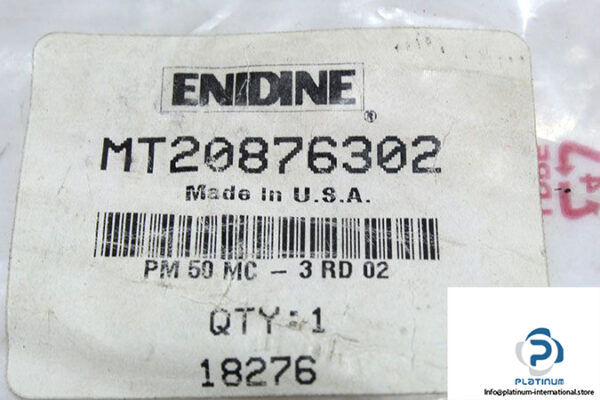 ENIDINE
®
MT20876302
Made in U.S.A.
PM 50 MC – 3 RD 02
QTY:1
18276
PLATINUM
Info@platinum-international.store